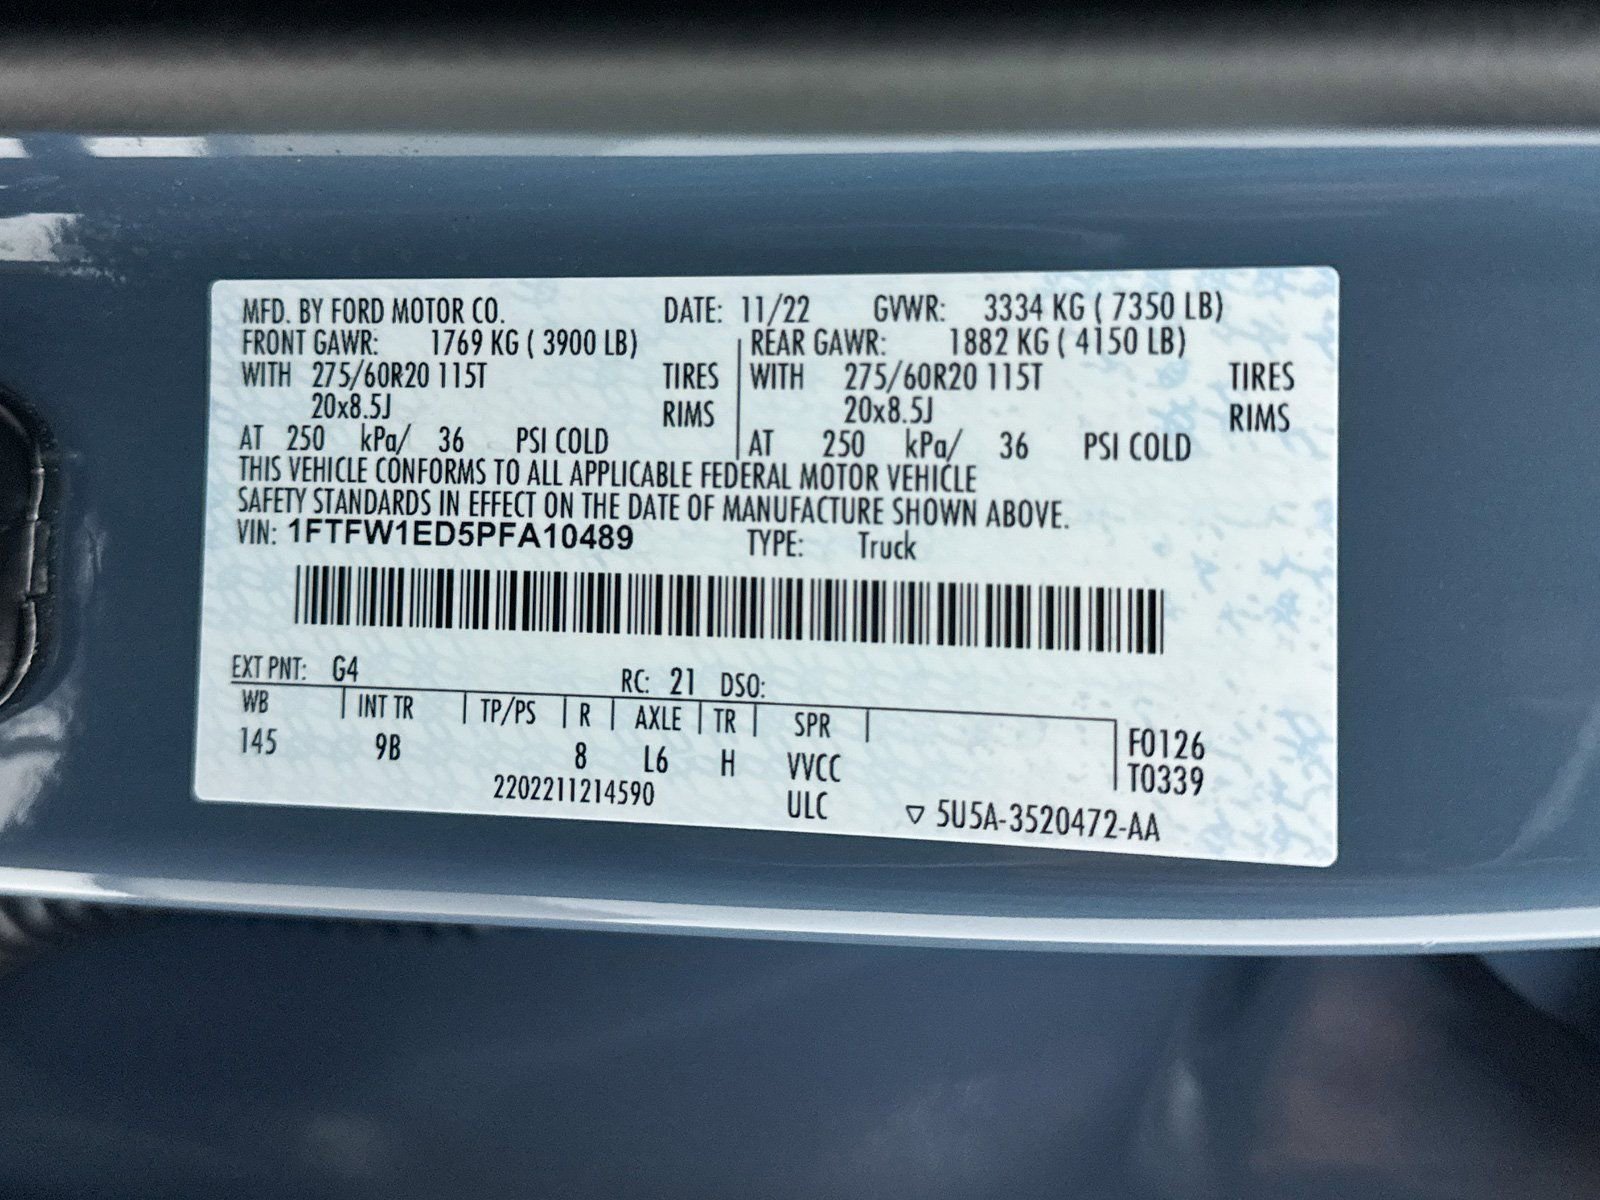 MFD. BY FORD MOTOR CO. DATE: 11/22 GVWR: 3334 KG ( 7350 LB)
FRONT GAWR: 1769 KG ( 3900 LB) REAR GAWR: 1882 KG ( 4150 LB)
WITH 275/60R20 115T TIRES WITH 275/60R20 115T TIRES
20x8.5J RIMS 20x8.5J RIMS
AT 250 kPa/ 36 PSI COLD AT 250 kPa/ 36 PSI COLD
THIS VEHICLE CONFORMS TO ALL APPLICABLE FEDERAL MOTOR VEHICLE
SAFETY STANDARDS IN EFFECT ON THE DATE OF MANUFACTURE SHOWN ABOVE.
VIN: 1FTFW1ED5PFA10489 TYPE: Truck
EXT PNT: G4 RC: 21 DSO:
WB INT TR TP/PS R AXLE TR SPR F0126
145 9B 8 L6 H VVCC T0339
2202211214590 ULC ▽ 5U5A-3520472-AA